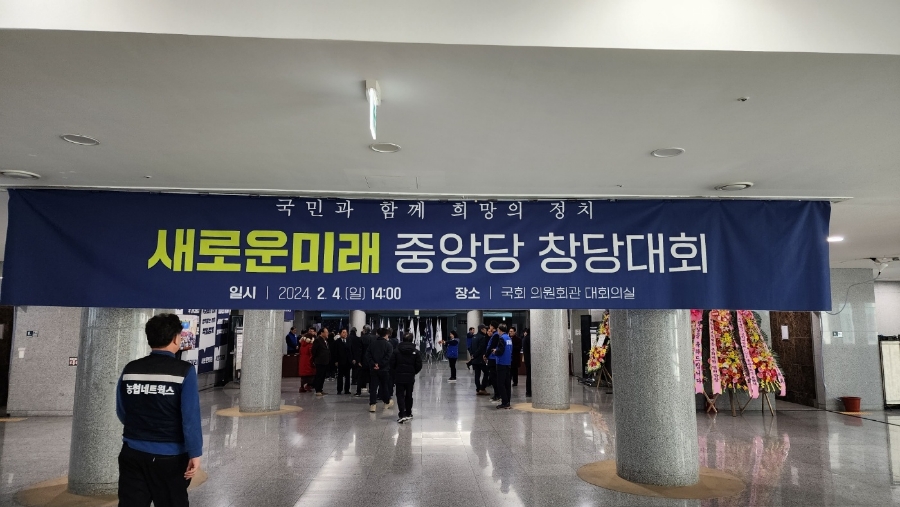 국민과 함께 희망의 정치
새로운미래 중앙당 창당대회
일시 | 2024. 2. 4.(일) 14:00 장소 | 국회 의원회관 대회의실
농협네트웍스